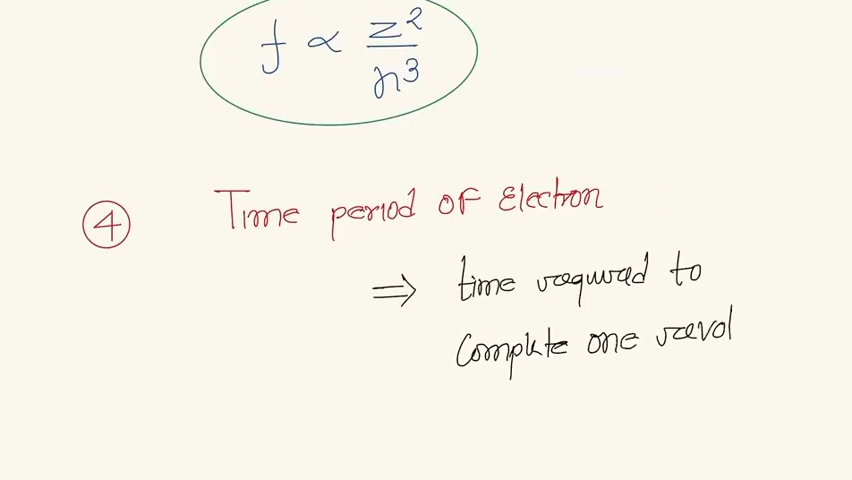 f ∝ z²/n³
④ Time period of Electron
⇒ time required to
complete one revol